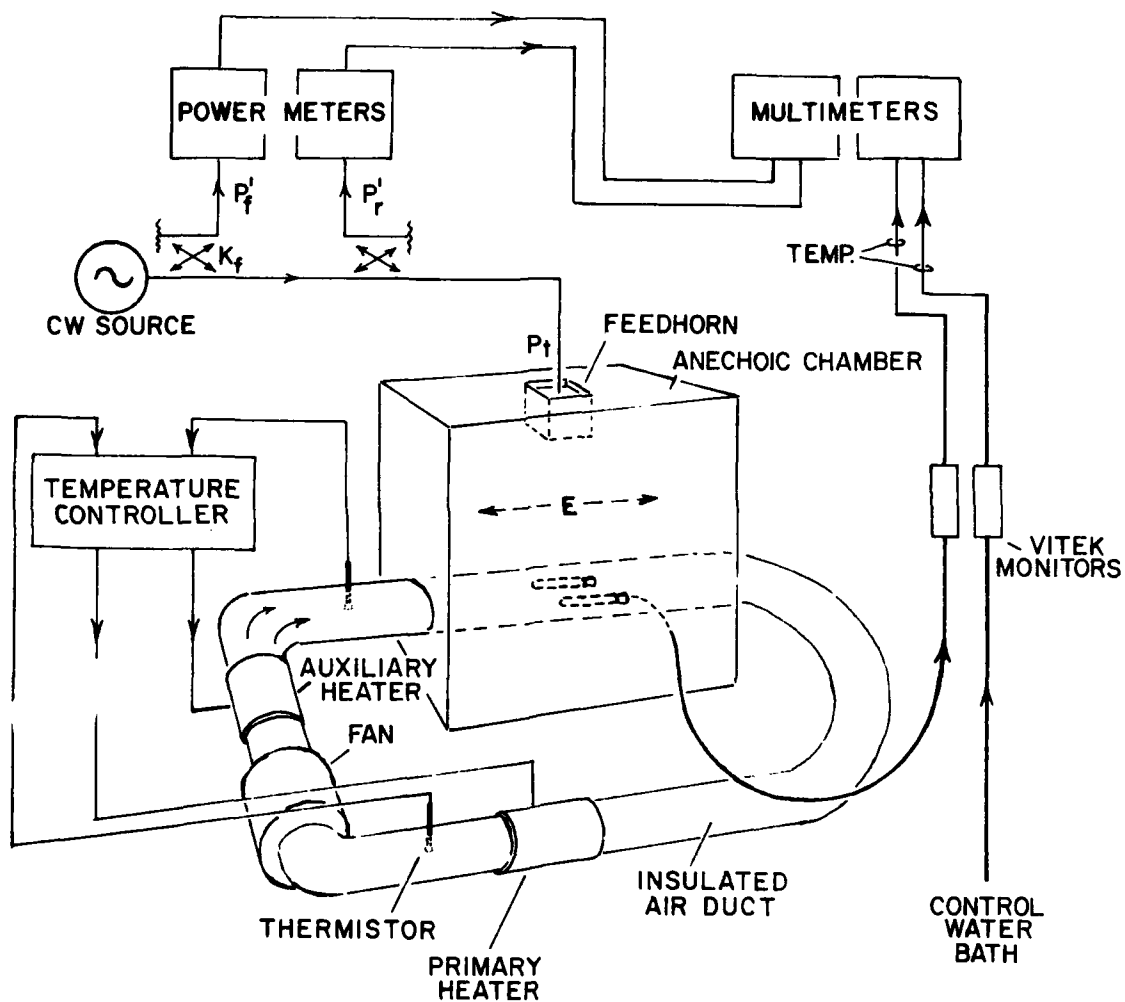 POWER METERS
MULTIMETERS
P'f
P'r
Kf
TEMP.
CW SOURCE
Pt
FEEDHORN
ANECHOIC CHAMBER
TEMPERATURE
CONTROLLER
E
VITEK
MONITORS
AUXILIARY
HEATER
FAN
INSULATED
AIR DUCT
THERMISTOR
PRIMARY
HEATER
CONTROL
WATER
BATH